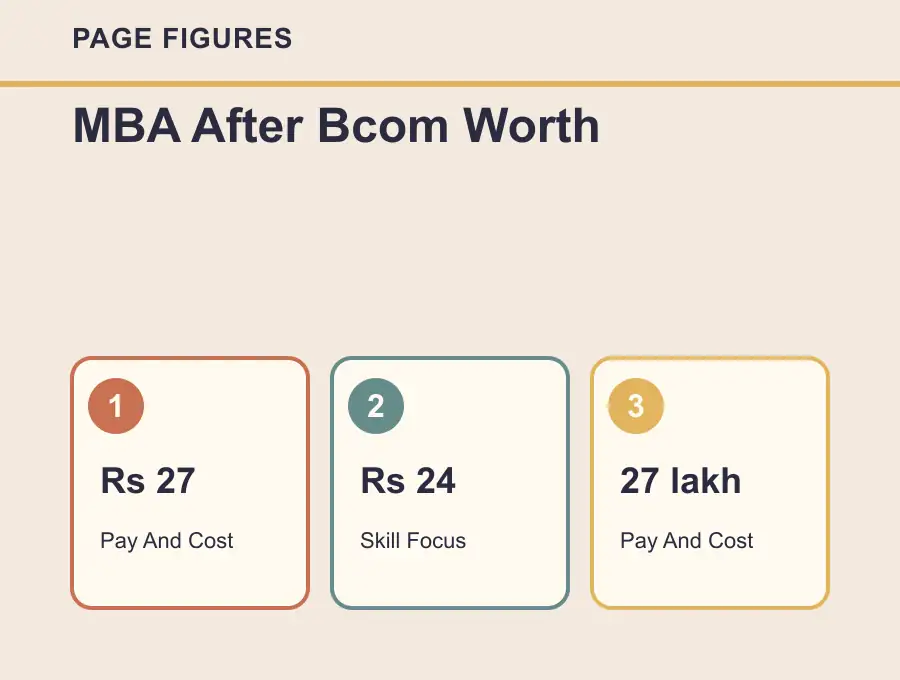 PAGE FIGURES
MBA After Bcom Worth
1
Rs 27
Pay And Cost
2
Rs 24
Skill Focus
3
27 lakh
Pay And Cost